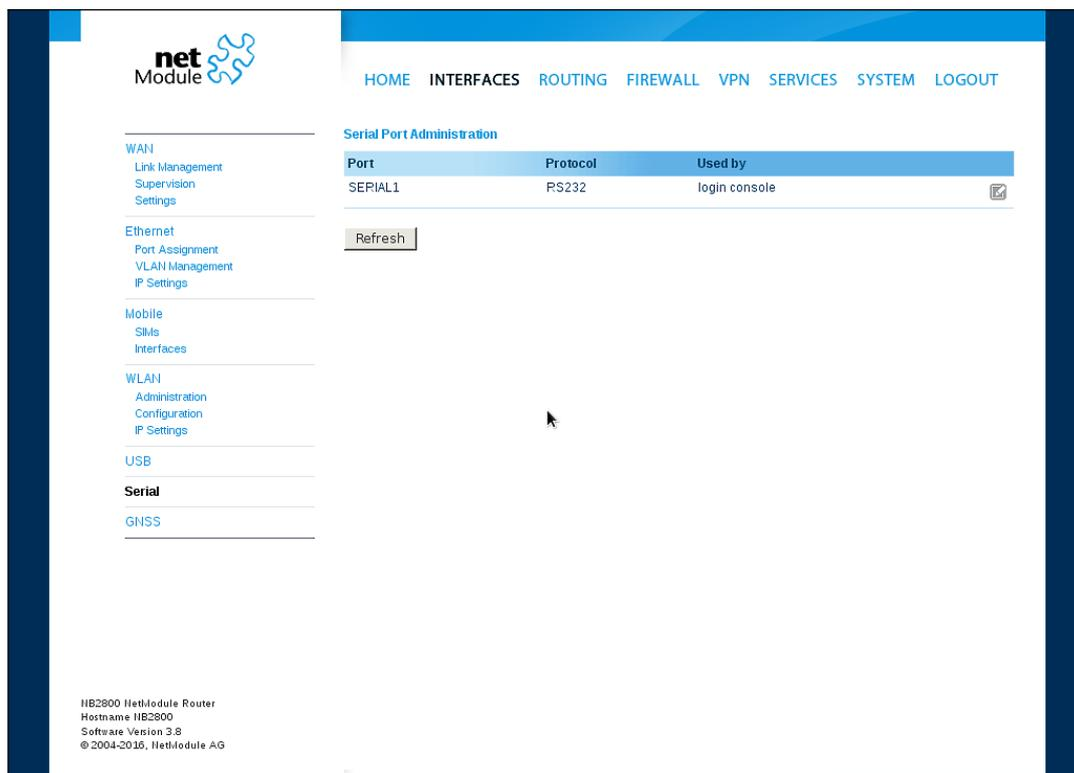 net
Module
HOME INTERFACES ROUTING FIREWALL VPN SERVICES SYSTEM LOGOUT
WAN
Link Management
Supervision
Settings
Ethernet
Port Assignment
VLAN Management
IP Settings
Mobile
SIMs
Interfaces
WLAN
Administration
Configuration
IP Settings
USB
Serial
GNSS
Serial Port Administration
Port Protocol Used by
SERIAL1 RS232 login console
Refresh
NB2800 NetModule Router
Hostname NB2800
Software Version 3.8
© 2004-2016, NetModule AG